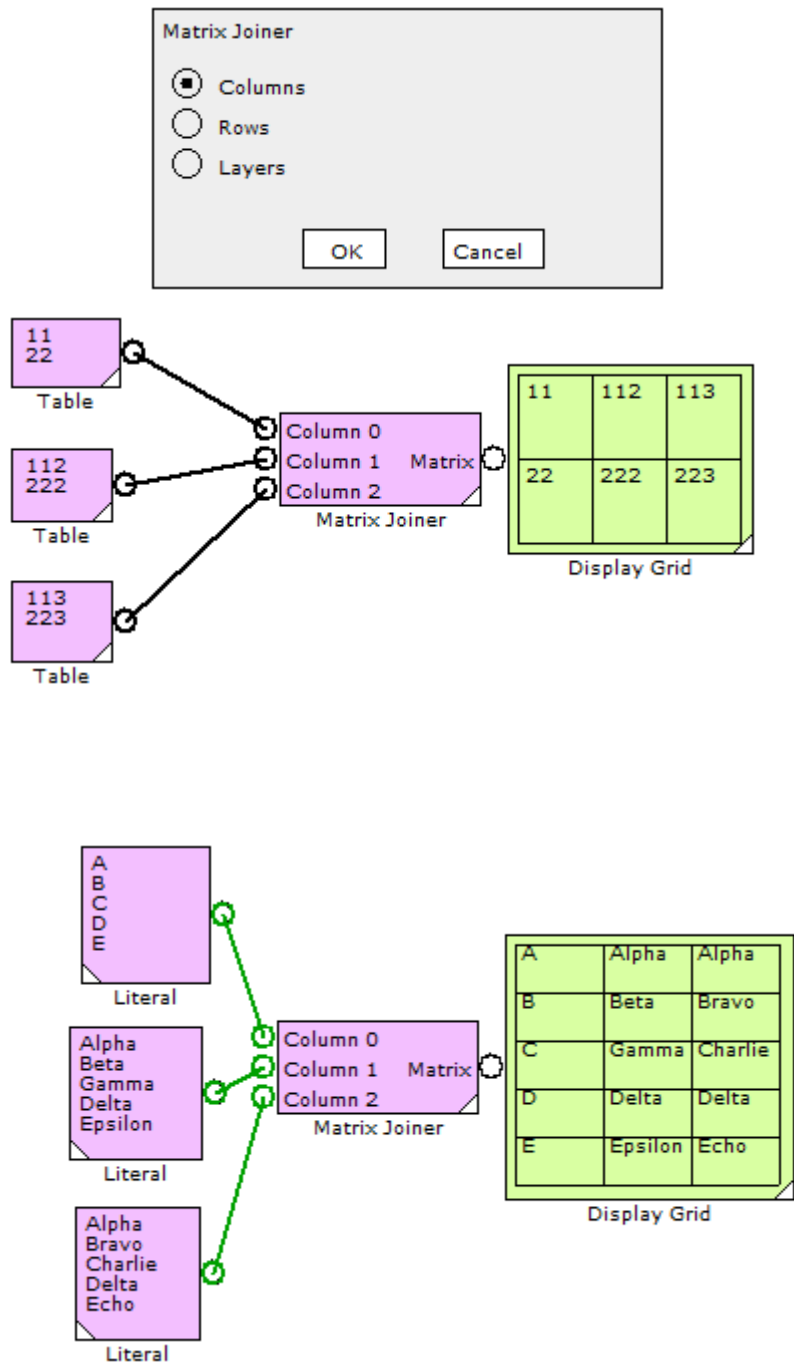 Matrix Joiner
Columns
Rows
Layers
OK Cancel
11
22
Table
112
222
Table
113
223
Table
Column 0
Column 1 Matrix
Column 2
Matrix Joiner
11 112 113
22 222 223
Display Grid
A
B
C
D
E
Literal
Alpha
Beta
Gamma
Delta
Epsilon
Literal
Alpha
Bravo
Charlie
Delta
Echo
Literal
Column 0
Column 1 Matrix
Column 2
Matrix Joiner
A Alpha Alpha
B Beta Bravo
C Gamma Charlie
D Delta Delta
E Epsilon Echo
Display Grid